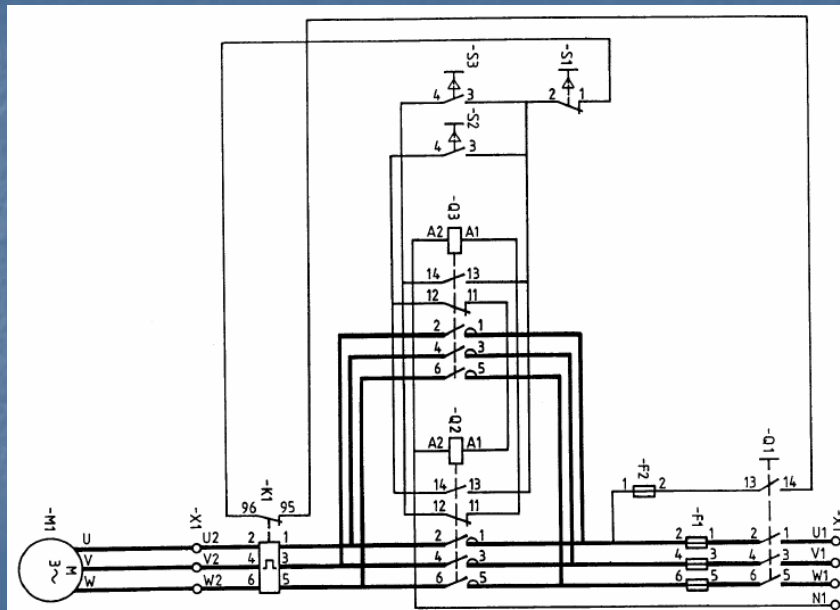 -S3
-S1
4 3
2 1
-S2
4 3
-Q3
A2 A1
14 13
12 11
2 1
4 3
6 5
-Q2
A2 A1
-F2
-Q1
1 2
13 14
14 13
-K1
96 95
12 11
-M1
-X1
-F1
-X1
U U2 2 1 2 1 2 1 2 1 U1
M 3~
V V2 4 3 4 3 4 3 4 3 V1
W W2 6 5 6 5 6 5 6 5 W1
N1